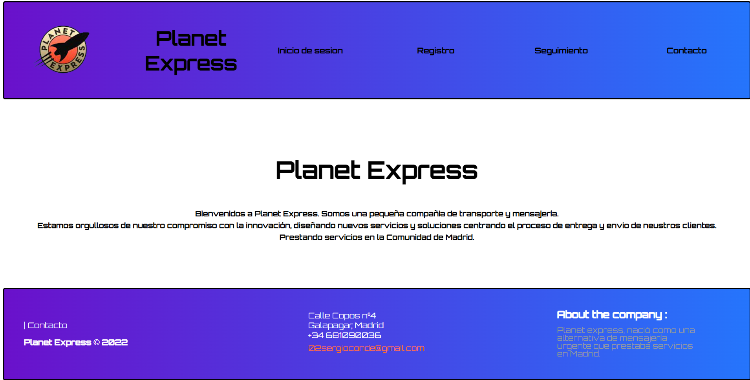 PLANET
EXPRESS
Planet
Express
Inicio de sesion
Registro
Seguimiento
Contacto
Planet Express
Bienvenidos a Planet Express. Somos una pequeña compañia de transporte y mensajeria.
Estamos orgullosos de nuestro compromiso con la innovación, diseñando nuevos servicios y soluciones centrando el proceso de entrega y envio de neustros clientes.
Prestando servicios en la Comunidad de Madrid.
| Contacto
Planet Express © 2022
Calle Copos nº4
Galapagar, Madrid
+34 681090036
About the company :
Planet express, nació como una
alternativa de mensajeria
urgente que prestaba servicios
en Madrid.